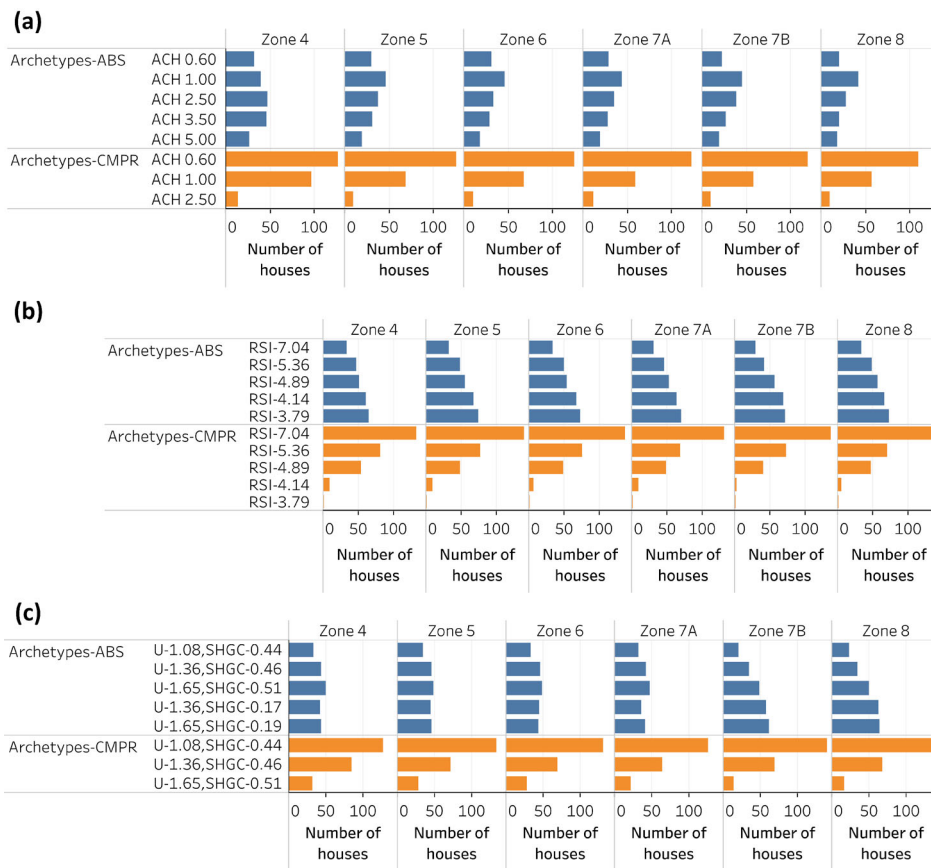 (a)
Zone 4 Zone 5 Zone 6 Zone 7A Zone 7B Zone 8
Archetypes-ABS ACH 0.60
ACH 1.00
ACH 2.50
ACH 3.50
ACH 5.00
Archetypes-CMPR ACH 0.60
ACH 1.00
ACH 2.50
0 50 100 0 50 100 0 50 100 0 50 100 0 50 100 0 50 100
Number of Number of Number of Number of Number of Number of
houses houses houses houses houses houses
(b)
Zone 4 Zone 5 Zone 6 Zone 7A Zone 7B Zone 8
Archetypes-ABS RSI-7.04
RSI-5.36
RSI-4.89
RSI-4.14
RSI-3.79
Archetypes-CMPR RSI-7.04
RSI-5.36
RSI-4.89
RSI-4.14
RSI-3.79
0 50 100 0 50 100 0 50 100 0 50 100 0 50 100 0 50 100
Number of Number of Number of Number of Number of Number of
houses houses houses houses houses houses
(c)
Zone 4 Zone 5 Zone 6 Zone 7A Zone 7B Zone 8
Archetypes-ABS U-1.08,SHGC-0.44
U-1.36,SHGC-0.46
U-1.65,SHGC-0.51
U-1.36,SHGC-0.17
U-1.65,SHGC-0.19
Archetypes-CMPR U-1.08,SHGC-0.44
U-1.36,SHGC-0.46
U-1.65,SHGC-0.51
0 50 100 0 50 100 0 50 100 0 50 100 0 50 100 0 50 100
Number of Number of Number of Number of Number of Number of
houses houses houses houses houses houses